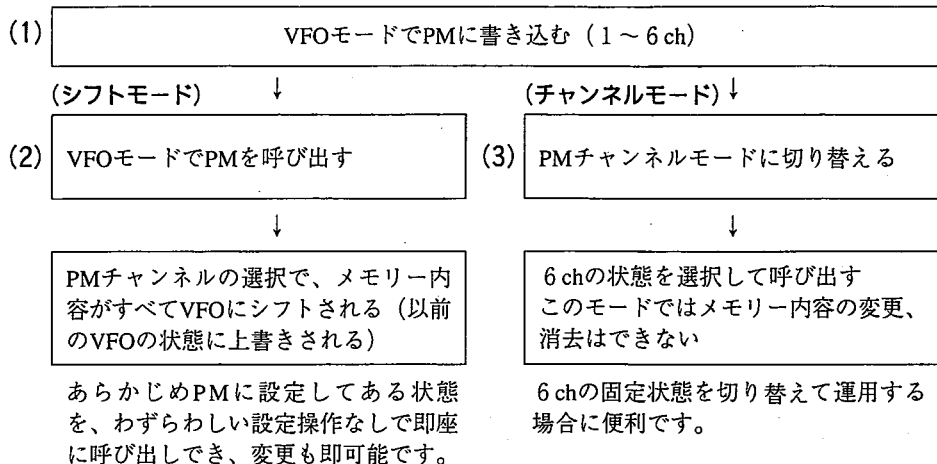 (1) VFOモードでPMに書き込む（1～6ch）
(シフトモード) ↓
(チャンネルモード) ↓
(2) VFOモードでPMを呼び出す
(3) PMチャンネルモードに切り替える
↓
↓
PMチャンネルの選択で、メモリー内
容がすべてVFOにシフトされる（以前
のVFOの状態に上書きされる）
6chの状態を選択して呼び出す
このモードではメモリー内容の変更、
消去はできない
あらかじめPMに設定してある状態
を、わずらわしい設定操作なしで即座
に呼び出しでき、変更も即可能です。
6chの固定状態を切り替えて運用する
場合に便利です。